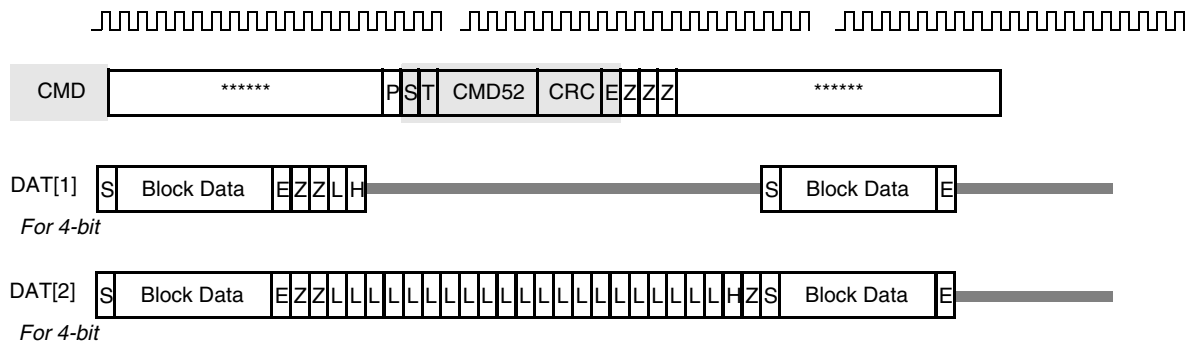 CMD ****** P S T CMD52 CRC E Z Z Z ******
DAT[1] S Block Data E Z Z L H S Block Data E
For 4-bit
DAT[2] S Block Data E Z Z L L L L L L L L L L L L L L L L L L L L L H Z S Block Data E
For 4-bit